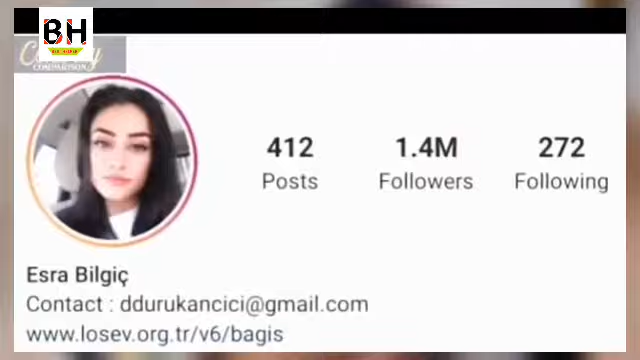 BH
COMPARISON
412 1.4M 272
Posts Followers Following
Esra Bilgiç
Contact : ddurukancici@gmail.com
www.losev.org.tr/v6/bagis